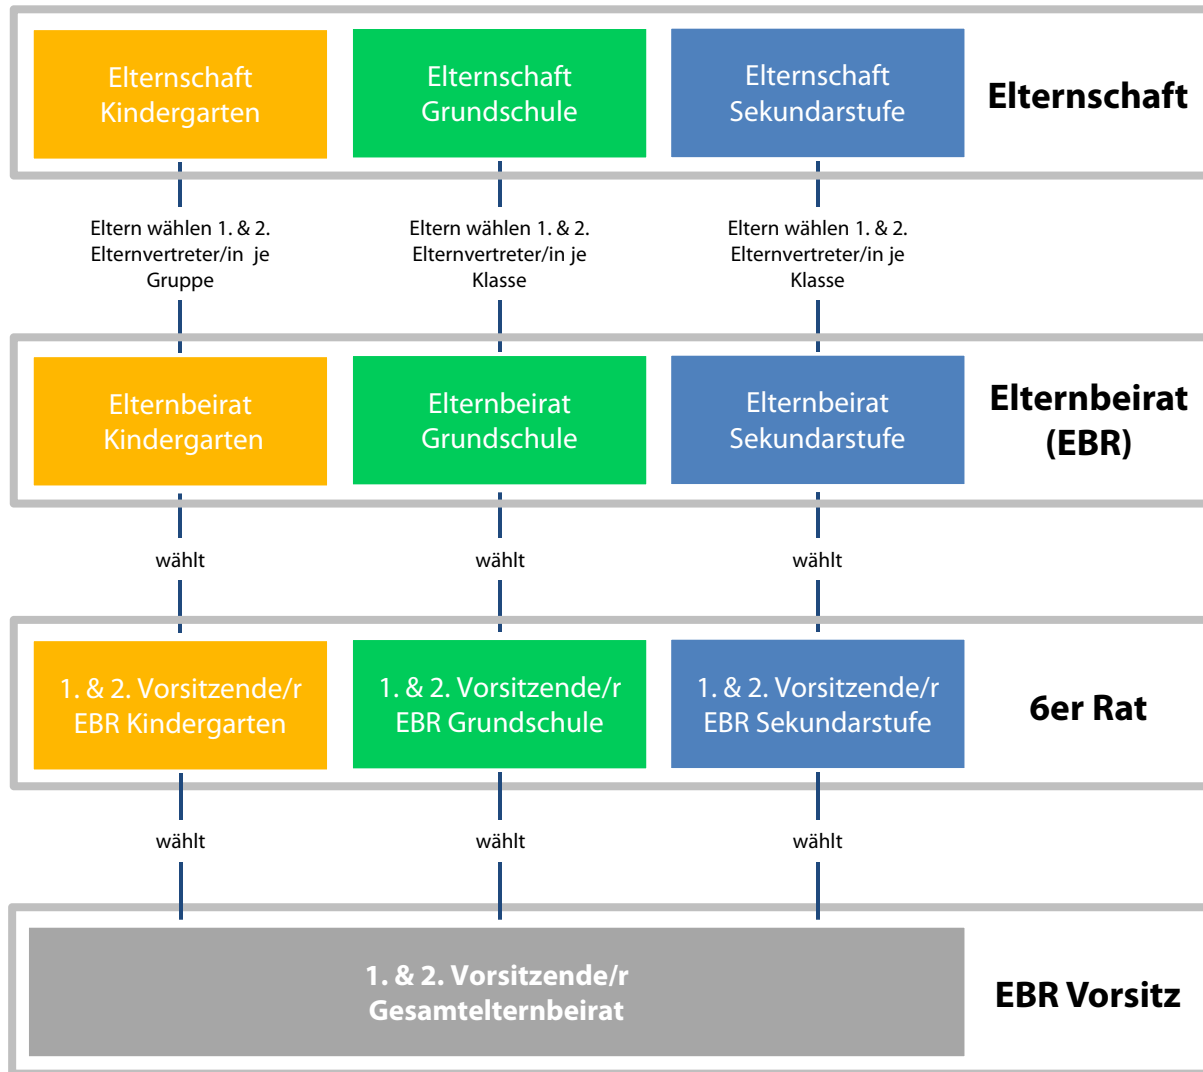 Elternschaft
Kindergarten
Elternschaft
Grundschule
Elternschaft
Sekundarstufe
Elternschaft
Eltern wählen 1. & 2.
Elternvertreter/in je
Gruppe
Eltern wählen 1. & 2.
Elternvertreter/in je
Klasse
Eltern wählen 1. & 2.
Elternvertreter/in je
Klasse
Elternbeirat
Kindergarten
Elternbeirat
Grundschule
Elternbeirat
Sekundarstufe
Elternbeirat
(EBR)
wählt
wählt
wählt
1. & 2. Vorsitzende/r
EBR Kindergarten
1. & 2. Vorsitzende/r
EBR Grundschule
1. & 2. Vorsitzende/r
EBR Sekundarstufe
6er Rat
wählt
wählt
wählt
1. & 2. Vorsitzende/r
Gesamtelternbeirat
EBR Vorsitz